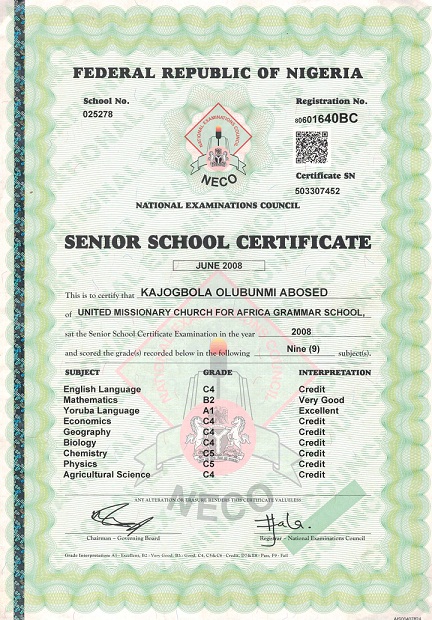 FEDERAL REPUBLIC OF NIGERIA
School No.
025278
Registration No.
80601640BC
NATIONAL EXAMINATIONS COUNCIL
NECO
Certificate SN
503307452
NATIONAL EXAMINATIONS COUNCIL
SENIOR SCHOOL CERTIFICATE
JUNE 2008
This is to certify that KAJOGBOLA OLUBUNMI ABOSED
of UNITED MISSIONARY CHURCH FOR AFRICA GRAMMAR SCHOOL,
sat the Senior School Certificate Examination in the year 2008
and scored the grade(s) recorded below in the following Nine (9) subject(s).
SUBJECT GRADE INTERPRETATION
English Language C4 Credit
Mathematics B2 Very Good
Yoruba Language A1 Excellent
Economics C4 Credit
Geography C4 Credit
Biology C4 Credit
Chemistry C5 Credit
Physics C5 Credit
Agricultural Science C4 Credit
NECO
ANY ALTERATION OR ERASURE RENDERS THIS CERTIFICATE VALUELESS
Chairman – Governing Board
Registrar – National Examinations Council